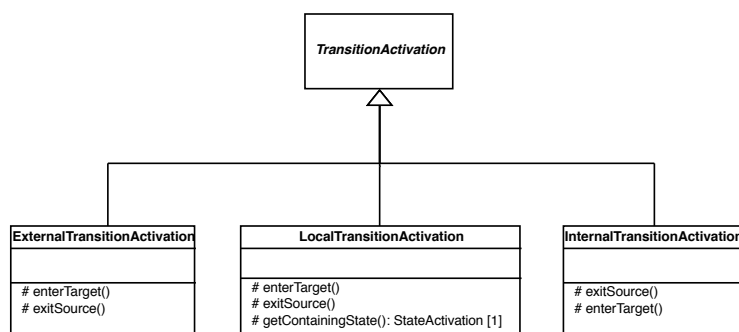 TransitionActivation
ExternalTransitionActivation
# enterTarget()
# exitSource()
LocalTransitionActivation
# enterTarget()
# exitSource()
# getContainingState(): StateActivation [1]
InternalTransitionActivation
# exitSource()
# enterTarget()